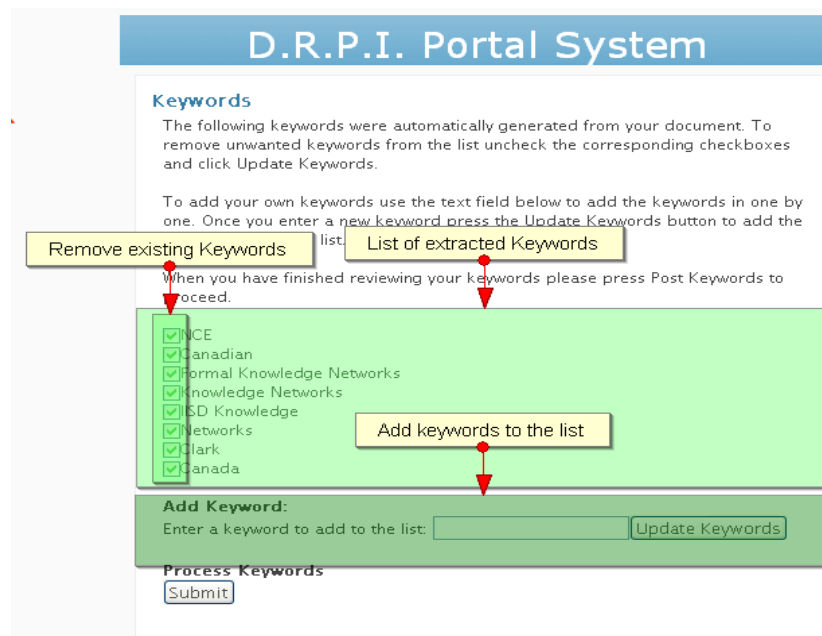 D.R.P.I. Portal System
Keywords
The following keywords were automatically generated from your document. To
remove unwanted keywords from the list uncheck the corresponding checkboxes
and click Update Keywords.
To add your own keywords use the text field below to add the keywords in one by
one. Once you enter a new keyword press the Update Keywords button to add the
list.
Remove existing Keywords
List of extracted Keywords
When you have finished reviewing your keywords please press Post Keywords to
proceed.
NCE
Canadian
Formal Knowledge Networks
Knowledge Networks
IISD Knowledge
Networks
Clark
Canada
Add keywords to the list
Add Keyword:
Enter a keyword to add to the list:
Update Keywords
Process Keywords
Submit